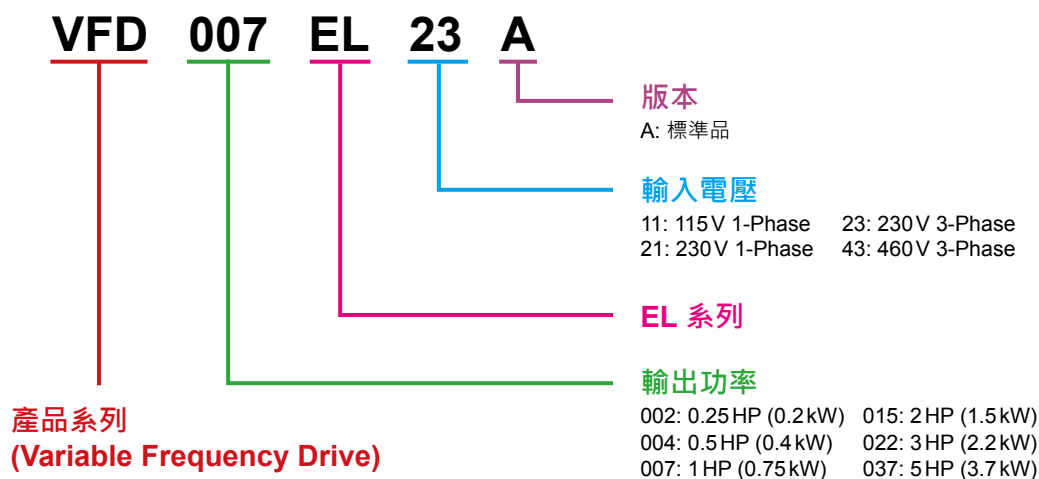 VFD 007 EL 23 A
版本
A: 標準品
輸入電壓
11: 115V 1-Phase 23: 230V 3-Phase
21: 230V 1-Phase 43: 460V 3-Phase
EL 系列
輸出功率
002: 0.25HP (0.2kW) 015: 2HP (1.5kW)
004: 0.5HP (0.4kW) 022: 3HP (2.2kW)
007: 1HP (0.75kW) 037: 5HP (3.7kW)
產品系列
(Variable Frequency Drive)